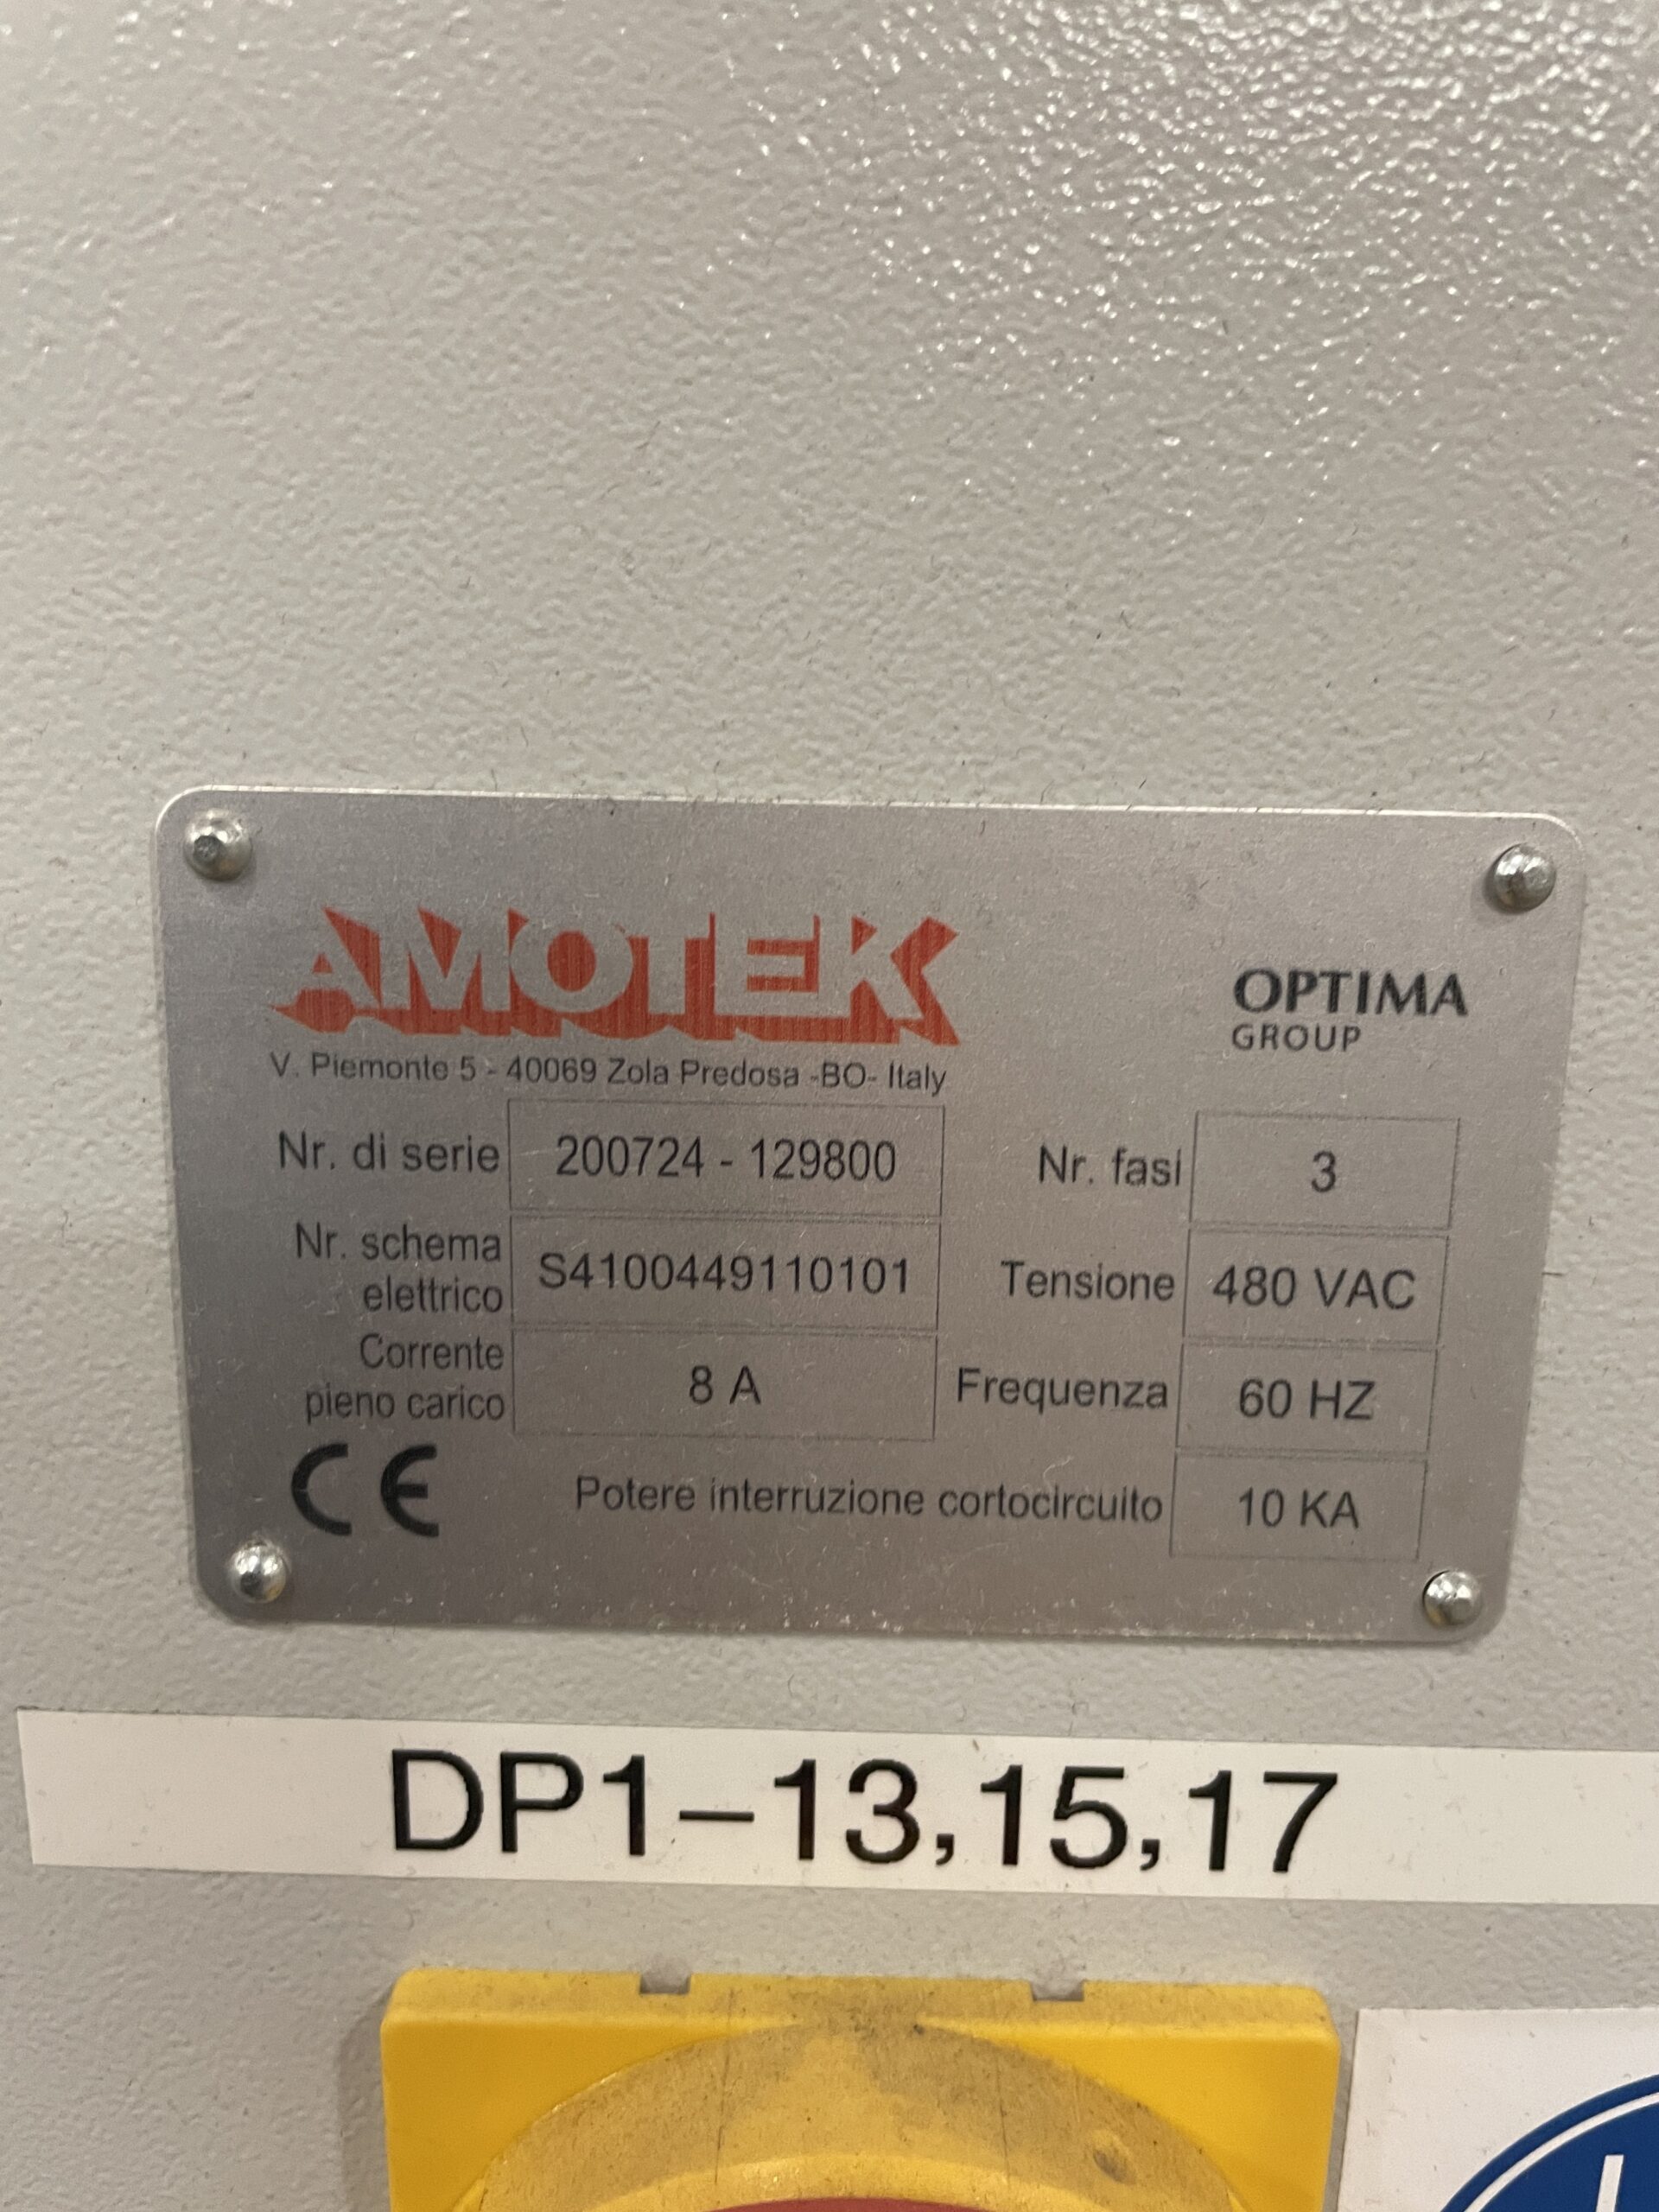 AMOTEK
OPTIMA
GROUP
V. Piemonte 5 - 40069 Zola Predosa -BO- Italy
Nr. di serie 200724 - 129800 Nr. fasi 3
Nr. schema
elettrico S4100449110101 Tensione 480 VAC
Corrente
pieno carico 8 A Frequenza 60 HZ
CE Potere interruzione cortocircuito 10 KA
DP1-13,15,17